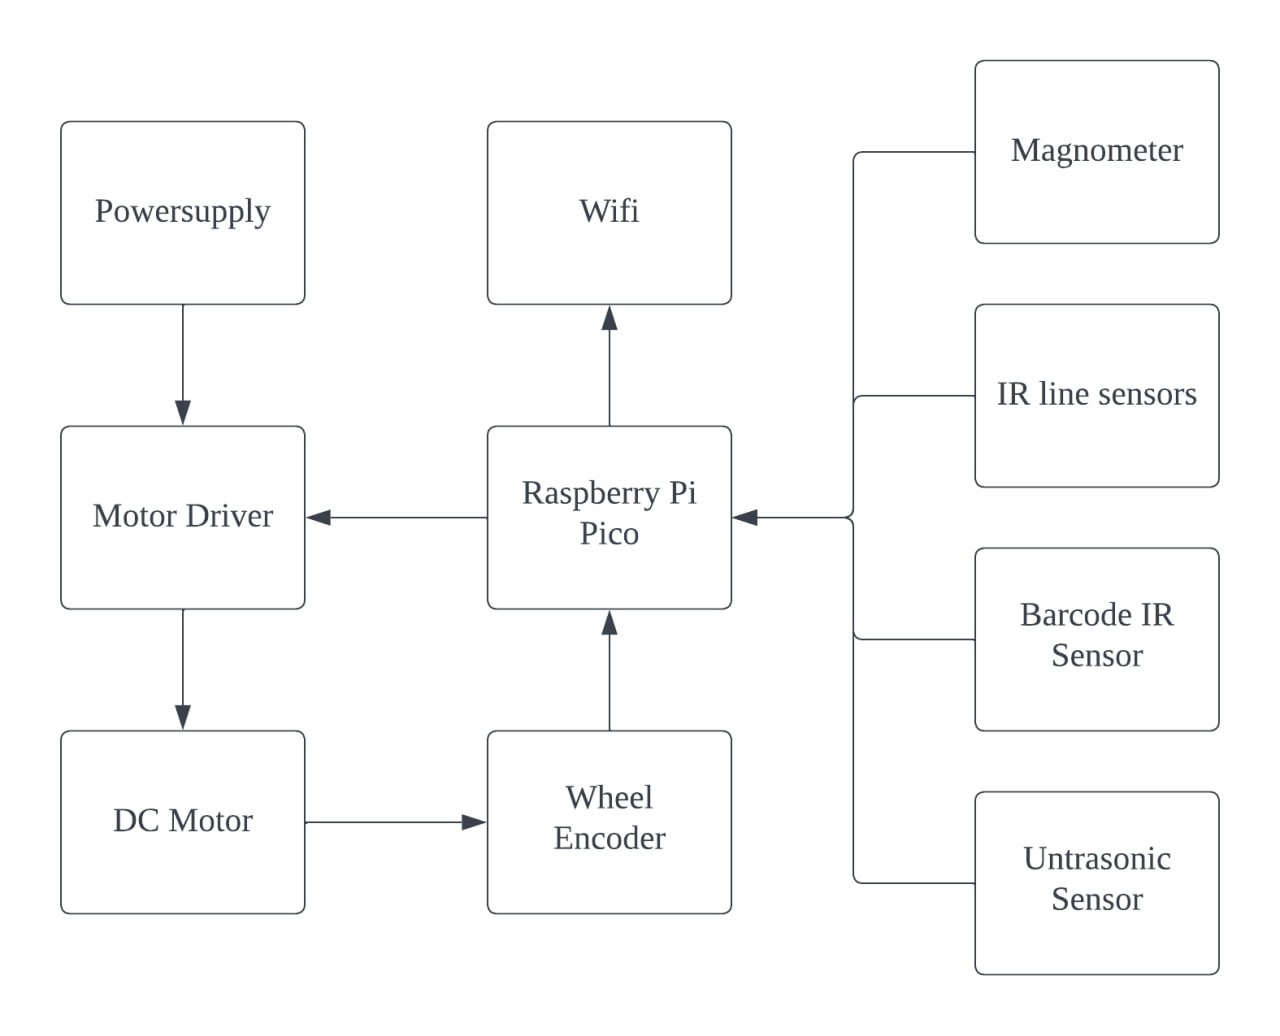 Powersupply
Wifi
Magnometer
IR line sensors
Motor Driver
Raspberry Pi
Pico
Barcode IR
Sensor
DC Motor
Wheel
Encoder
Untrasonic
Sensor